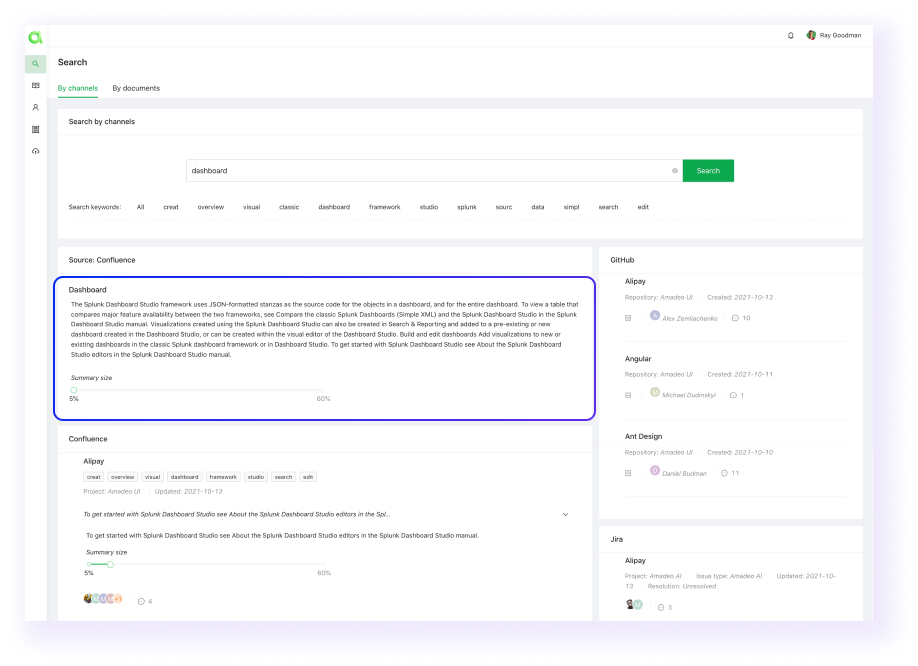 Ray Goodman
Search
By channels
By documents
Search by channels
dashboard
Search
Search keywords:
All
creat
overview
visual
classic
dashboard
framework
studio
splunk
sourc
data
simpl
search
edit
Source: Confluence
Dashboard
The Splunk Dashboard Studio framework uses JSON-formatted stanzas as the source code for the objects in a dashboard, and for the entire dashboard. To view a table that
compares major feature availability between the two frameworks, see Compare the classic Splunk Dashboards (Simple XML) and the Splunk Dashboard Studio in the Splunk
Dashboard Studio manual. Visualizations created using the Splunk Dashboard Studio can also be created in Search & Reporting and added to a pre-existing or new
dashboard created in the Dashboard Studio, or can be created within the visual editor of the Dashboard Studio. Build and edit dashboards Add visualizations to new or
existing dashboards in the classic Splunk dashboard framework or in Dashboard Studio. To get started with Splunk Dashboard Studio see About the Splunk Dashboard
Studio editors in the Splunk Dashboard Studio manual.
Summary size
5%
60%
Confluence
Alipay
creat
overview
visual
dashboard
framework
studio
search
edit
Project: Amadeo UI
Updated: 2021-10-13
To get started with Splunk Dashboard Studio see About the Splunk Dashboard Studio editors in the Spl...
To get started with Splunk Dashboard Studio see About the Splunk Dashboard Studio editors in the Splunk Dashboard Studio manual.
Summary size
5%
60%
+1
4
GitHub
Alipay
Repository: Amadeo UI
Created: 2021-10-13
A
Alex Zemliachenko
10
Angular
Repository: Amadeo UI
Created: 2021-10-11
M
Michael Dudinskyi
1
Ant Design
Repository: Amadeo UI
Created: 2021-10-10
D
Daniel Budman
11
Jira
Alipay
Project: Amadeo AI
Issue type: Amadeo AI
Updated: 2021-10-
13
Resolution: Unresolved
3